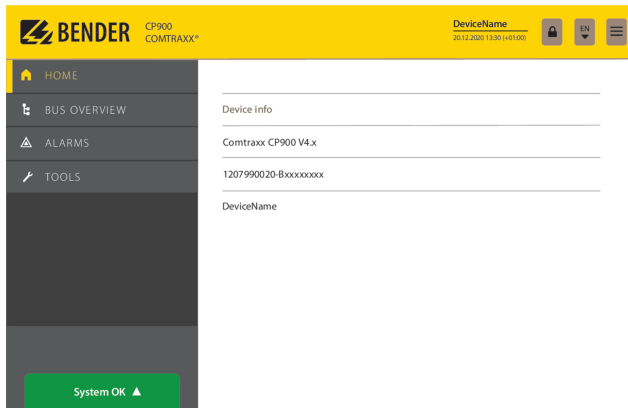 BENDER
CP900
COMTRAXX®
DeviceName
20.12.2020 13:30 (+01:00)
EN
HOME
BUS OVERVIEW
ALARMS
TOOLS
Device info
Comtraxx CP900 V4.x
1207990020-Bxxxxxxxx
DeviceName
System OK ▲